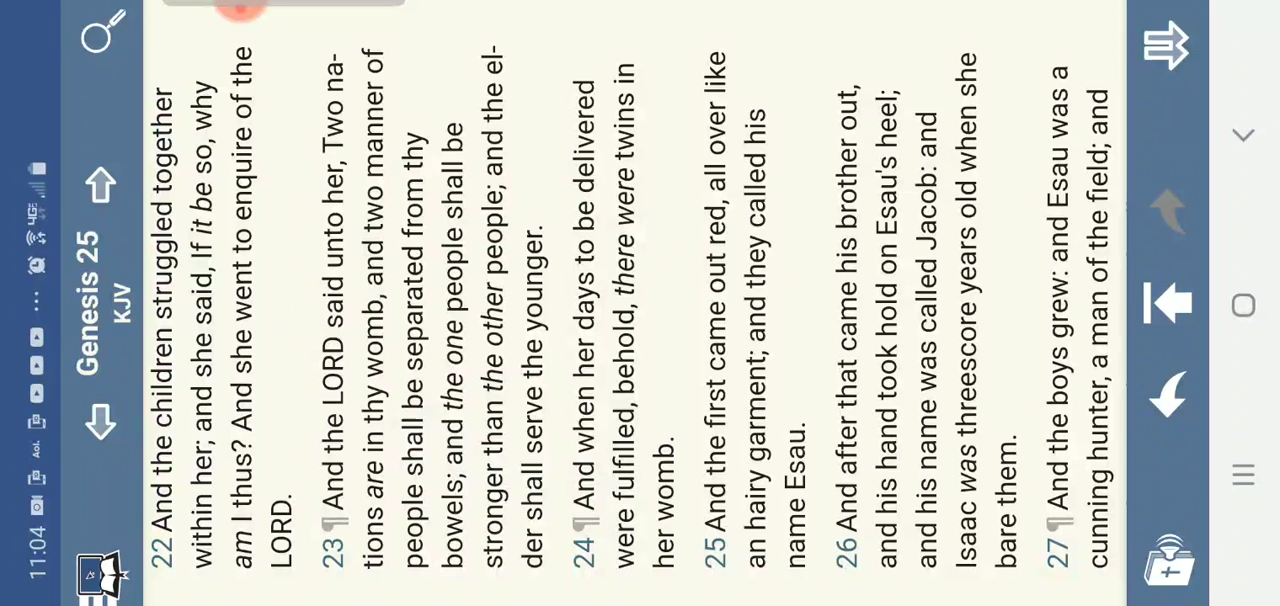 11:04 Aol. 4GE
Genesis 25
KJV
22 And the children struggled together
within her; and she said, If it be so, why
am I thus? And she went to enquire of the
LORD.
23 ¶ And the LORD said unto her, Two na-
tions are in thy womb, and two manner of
people shall be separated from thy
bowels; and the one people shall be
stronger than the other people; and the el-
der shall serve the younger.
24 ¶ And when her days to be delivered
were fulfilled, behold, there were twins in
her womb.
25 And the first came out red, all over like
an hairy garment; and they called his
name Esau.
26 And after that came his brother out,
and his hand took hold on Esau's heel;
and his name was called Jacob: and
Isaac was threescore years old when she
bare them.
27 ¶ And the boys grew: and Esau was a
cunning hunter, a man of the field; and